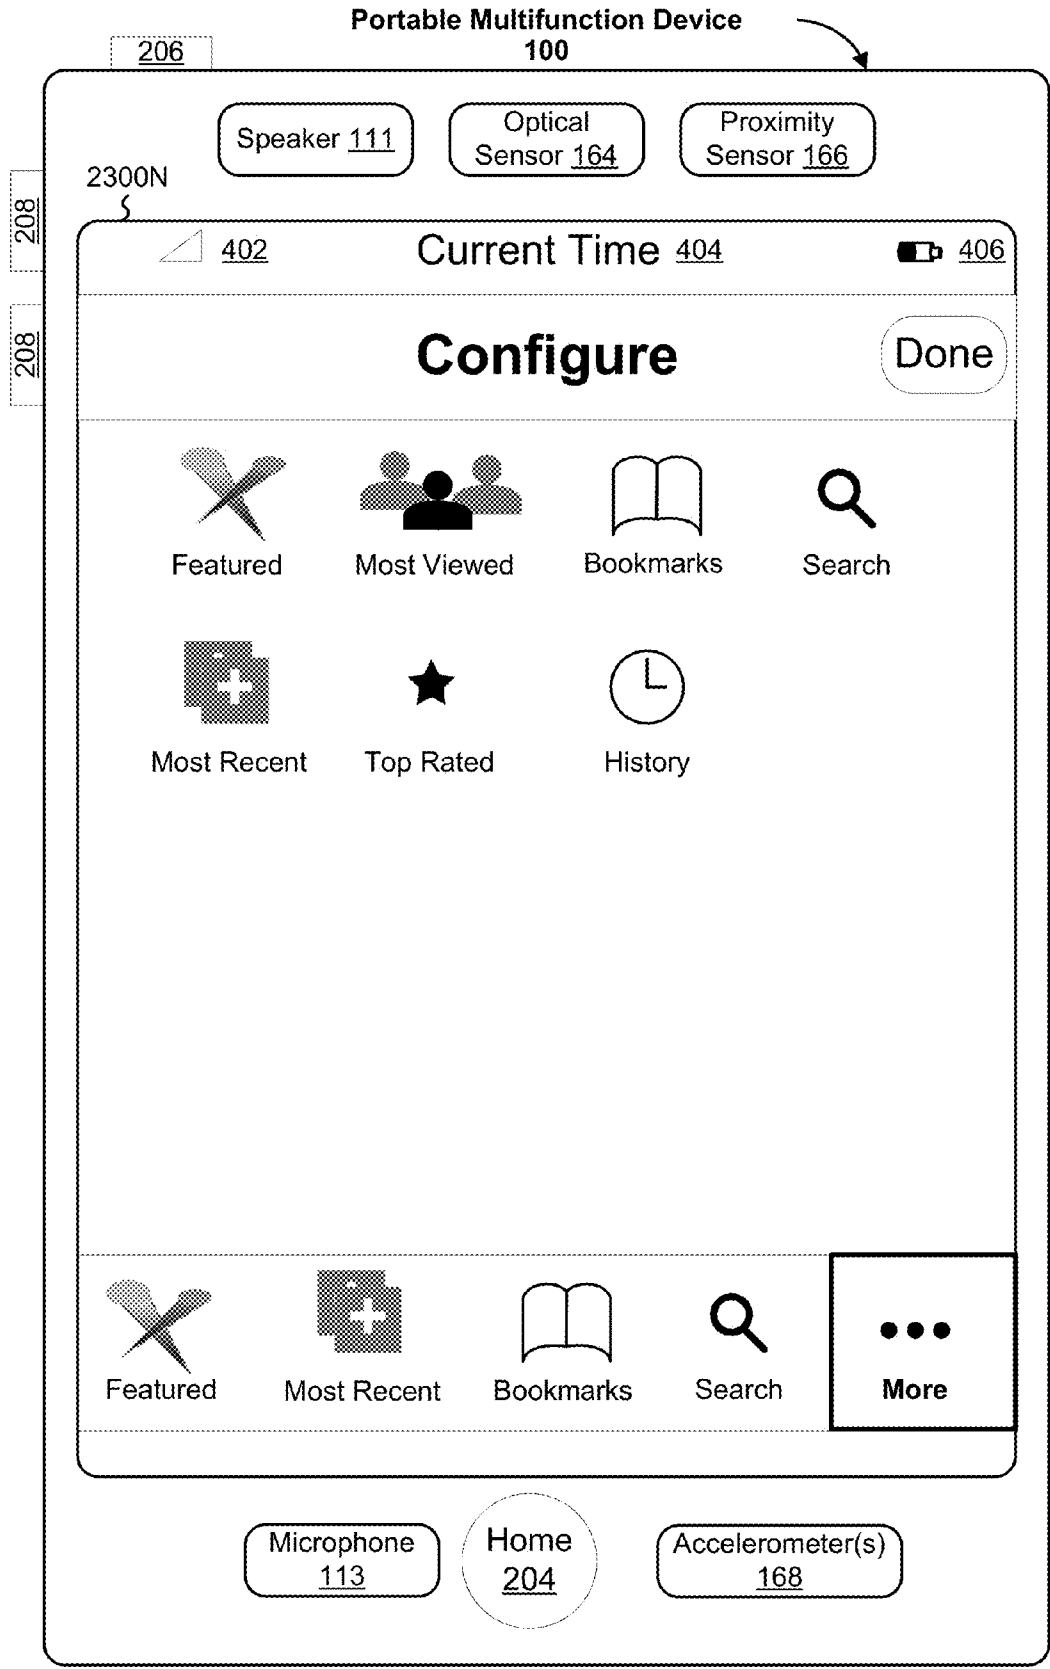 Portable Multifunction Device
100
206
Speaker 111
Optical
Sensor 164
Proximity
Sensor 166
2300N
208
208
402
Current Time 404
406
Configure
Done
Featured
Most Viewed
Bookmarks
Search
Most Recent
Top Rated
History
Featured
Most Recent
Bookmarks
Search
More
Microphone
113
Home
204
Accelerometer(s)
168